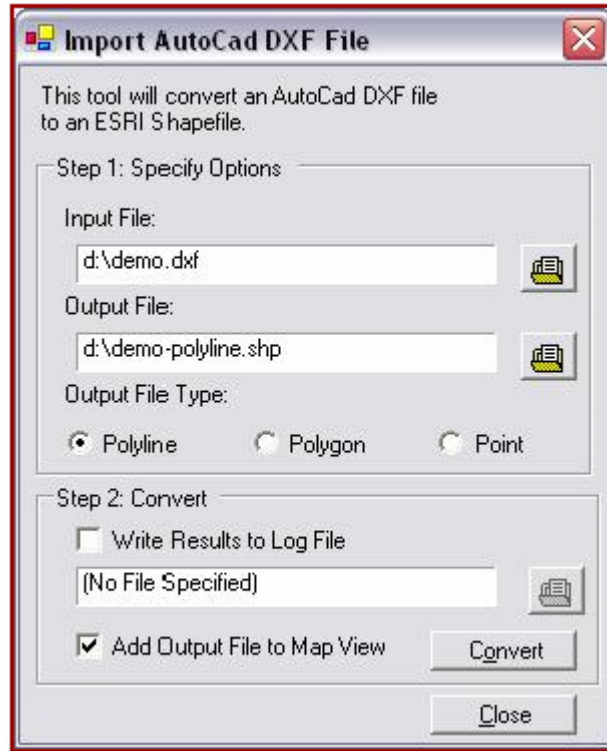 Import AutoCad DXF File
This tool will convert an AutoCad DXF file
to an ESRI Shapefile.
Step 1: Specify Options
Input File:
d:\demo.dxf
Output File:
d:\demo-polyline.shp
Output File Type:
Polyline Polygon Point
Step 2: Convert
Write Results to Log File
(No File Specified)
Add Output File to Map View Convert
Close